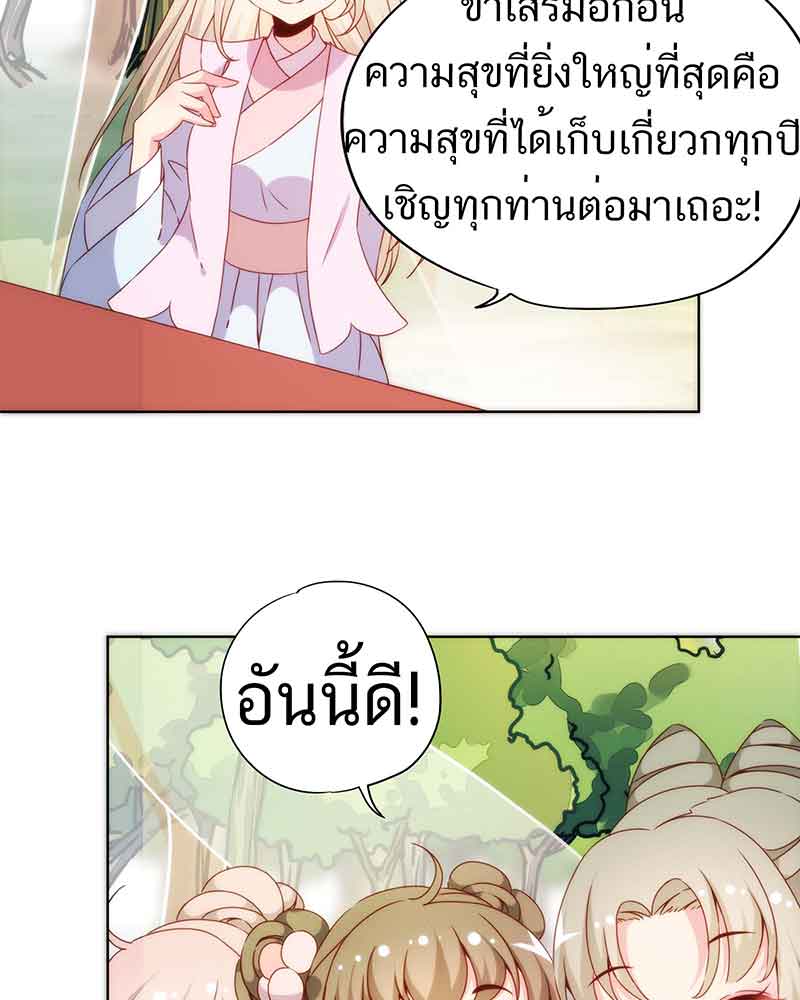 ความสุขที่ยิ่งใหญ่ที่สุดคือ
ความสุขที่ได้เก็บเกี่ยวกทุกปี
เชิญทุกท่านต่อมาเถอะ!
อันนี้ดี!